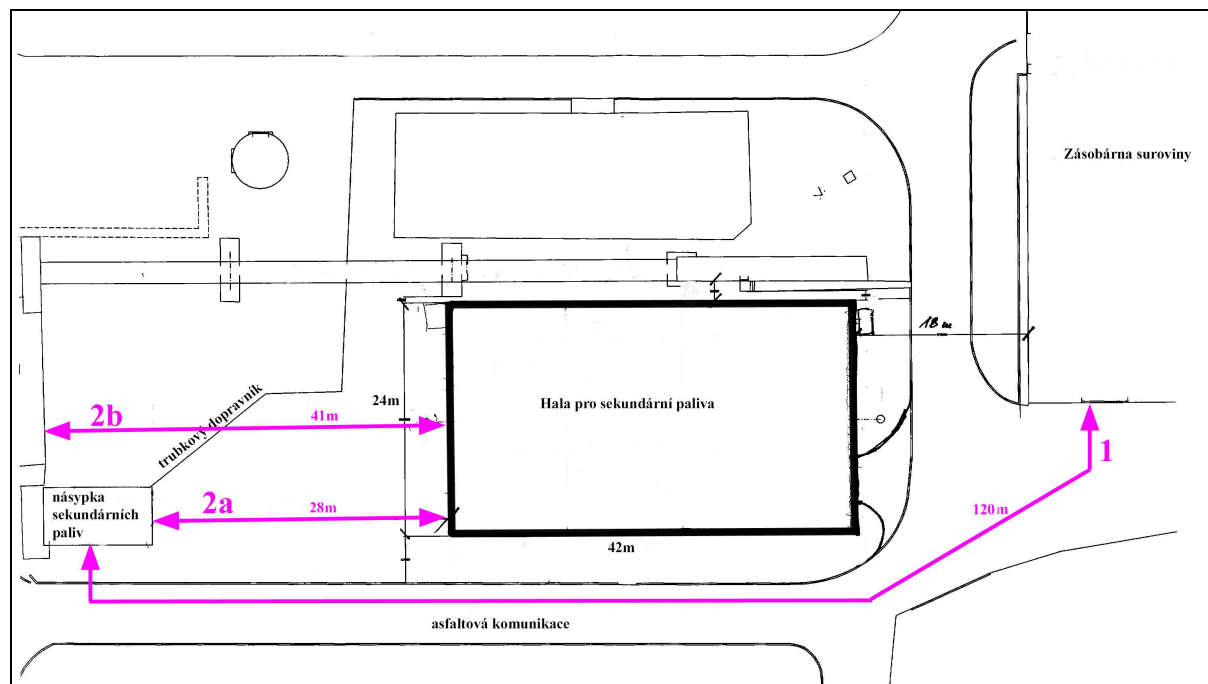 Zásobárna suroviny
18 m
24m
Hala pro sekundární paliva
2b
41m
trubkový dopravník
1
násypka
sekundárních
paliv
2a
28m
120m
42m
asfaltová komunikace